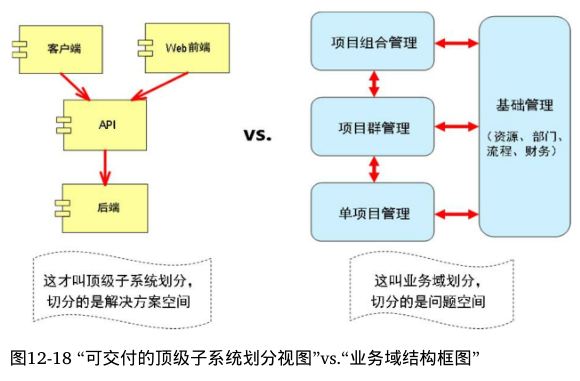 客户端
Web前端
API
后端
vs.
项目组合管理
项目群管理
单项目管理
基础管理
（资源、部门、
流程、财务）
这才叫顶级子系统划分，
切分的是解决方案空间
这叫业务域划分，
切分的是问题空间
图12-18 “可交付的顶级子系统划分视图”vs.“业务域结构框图”